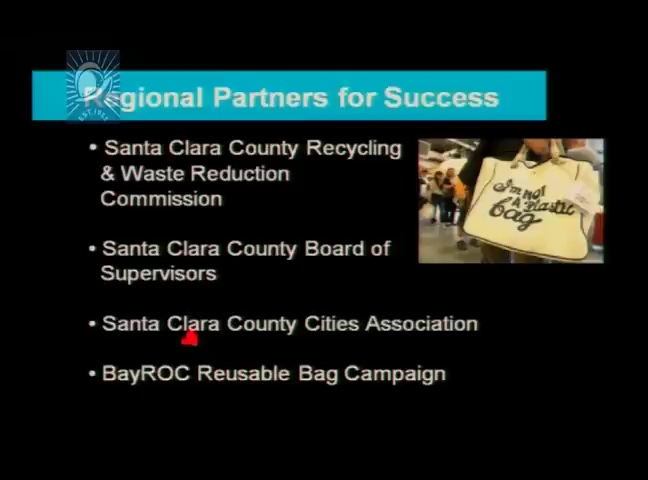 Regional Partners for Success
• Santa Clara County Recycling
& Waste Reduction
Commission
• Santa Clara County Board of
Supervisors
• Santa Clara County Cities Association
• BayROC Reusable Bag Campaign
I'm NOT
A Plastic
bag